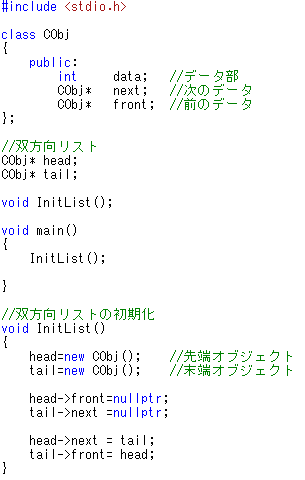 #include <stdio.h>
class CObj
{
public:
int data; //データ部
CObj* next; //次のデータ
CObj* front; //前のデータ
};
//双方向リスト
CObj* head;
CObj* tail;
void InitList();
void main()
{
InitList();
}
//双方向リストの初期化
void InitList()
{
head=new CObj(); //先端オブジェクト
tail=new CObj(); //末端オブジェクト
head->front=nullptr;
tail->next =nullptr;
head->next = tail;
tail->front= head;
}